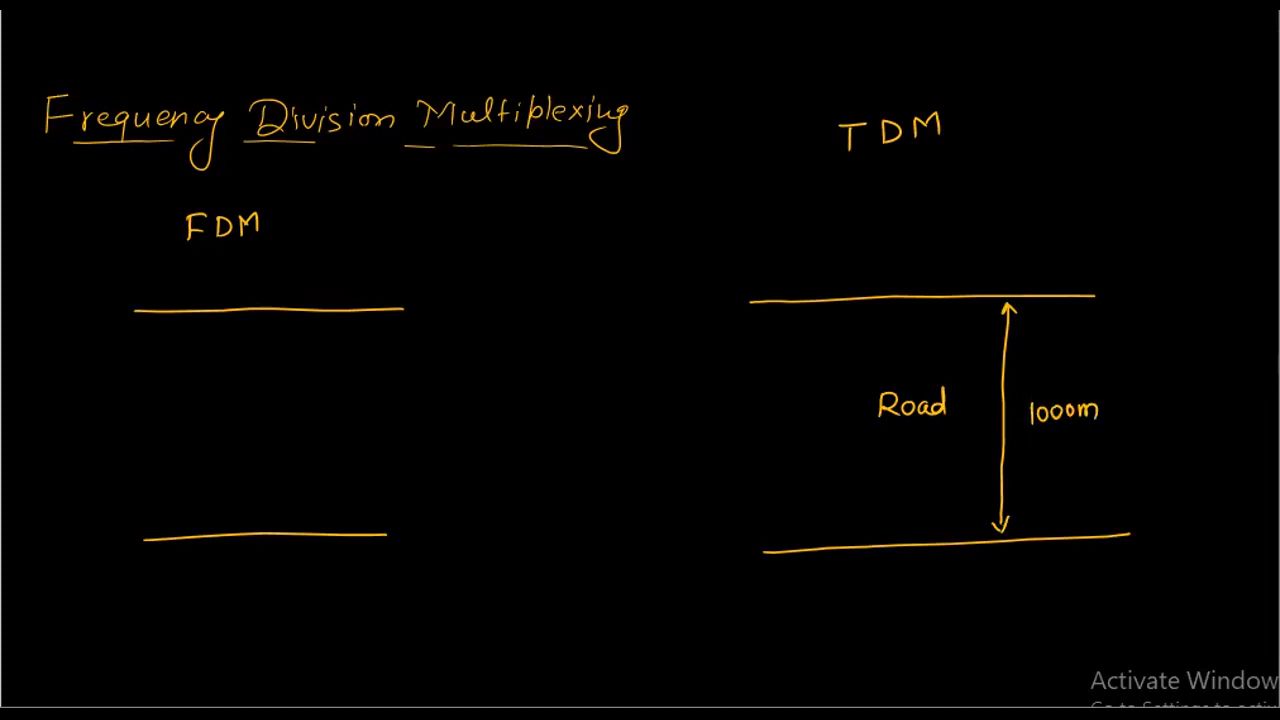 Frequency Division Multiplexing
TDM
FDM
Road
1000m
Activate Window